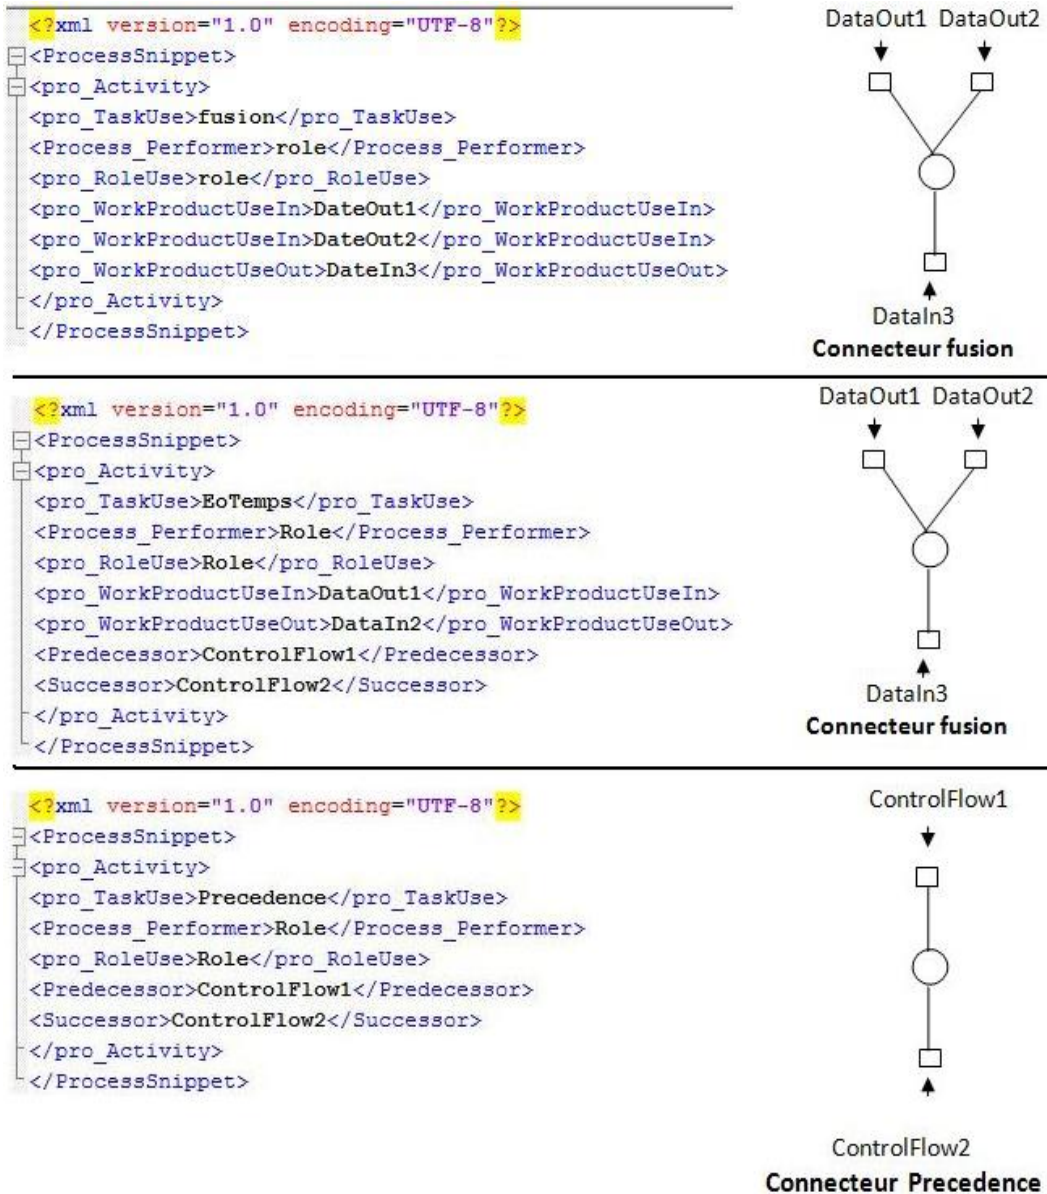 <?xml version="1.0" encoding="UTF-8"?>
<ProcessSnippet>
<pro_Activity>
<pro_TaskUse>fusion</pro_TaskUse>
<Process_Performer>role</Process_Performer>
<pro_RoleUse>role</pro_RoleUse>
<pro_WorkProductUseIn>DateOut1</pro_WorkProductUseIn>
<pro_WorkProductUseIn>DateOut2</pro_WorkProductUseIn>
<pro_WorkProductUseOut>DateIn3</pro_WorkProductUseOut>
</pro_Activity>
</ProcessSnippet>
DataOut1 DataOut2
DataIn3
Connecteur fusion
<?xml version="1.0" encoding="UTF-8"?>
<ProcessSnippet>
<pro_Activity>
<pro_TaskUse>EoTemps</pro_TaskUse>
<Process_Performer>Role</Process_Performer>
<pro_RoleUse>Role</pro_RoleUse>
<pro_WorkProductUseIn>DataOut1</pro_WorkProductUseIn>
<pro_WorkProductUseOut>DataIn2</pro_WorkProductUseOut>
<Predecessor>ControlFlow1</Predecessor>
<Successor>ControlFlow2</Successor>
</pro_Activity>
</ProcessSnippet>
DataOut1 DataOut2
DataIn3
Connecteur fusion
<?xml version="1.0" encoding="UTF-8"?>
<ProcessSnippet>
<pro_Activity>
<pro_TaskUse>Precedence</pro_TaskUse>
<Process_Performer>Role</Process_Performer>
<pro_RoleUse>Role</pro_RoleUse>
<Predecessor>ControlFlow1</Predecessor>
<Successor>ControlFlow2</Successor>
</pro_Activity>
</ProcessSnippet>
ControlFlow1
ControlFlow2
Connecteur Precedence